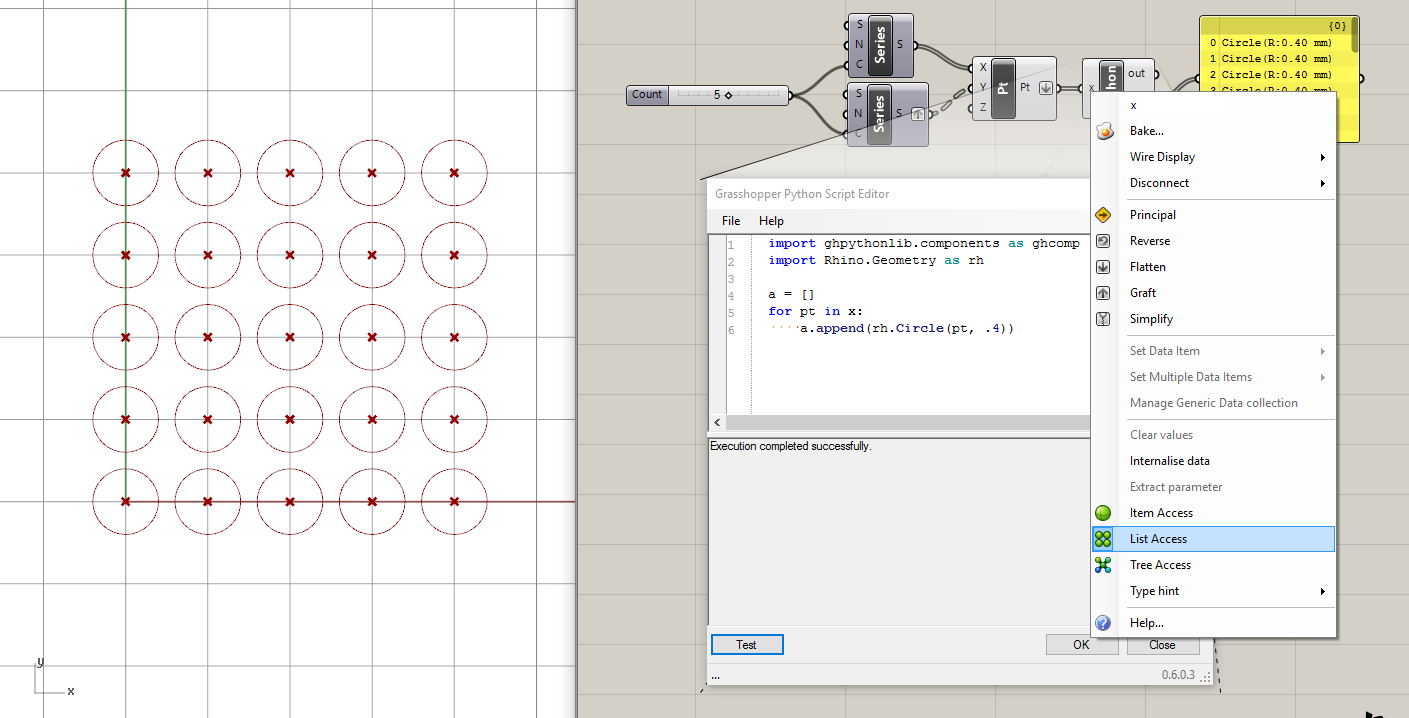 y
x
Count
5
S
N
C
Series
S
S
N
C
Series
S
X
Y
Z
Pt
Pt
x
hon
out
{0}
0 Circle(R:0.40 mm)
1 Circle(R:0.40 mm)
2 Circle(R:0.40 mm)
3 Circle(R:0.40 mm)
Grasshopper Python Script Editor
File Help
1 import ghpythonlib.components as ghcomp
2 import Rhino.Geometry as rh
3
4 a = []
5 for pt in x:
6 ····a.append(rh.Circle(pt, .4))
Execution completed successfully.
Test
OK
Close
...
0.6.0.3
x
Bake...
Wire Display
Disconnect
Principal
Reverse
Flatten
Graft
Simplify
Set Data Item
Set Multiple Data Items
Manage Generic Data collection
Clear values
Internalise data
Extract parameter
Item Access
List Access
Tree Access
Type hint
Help...